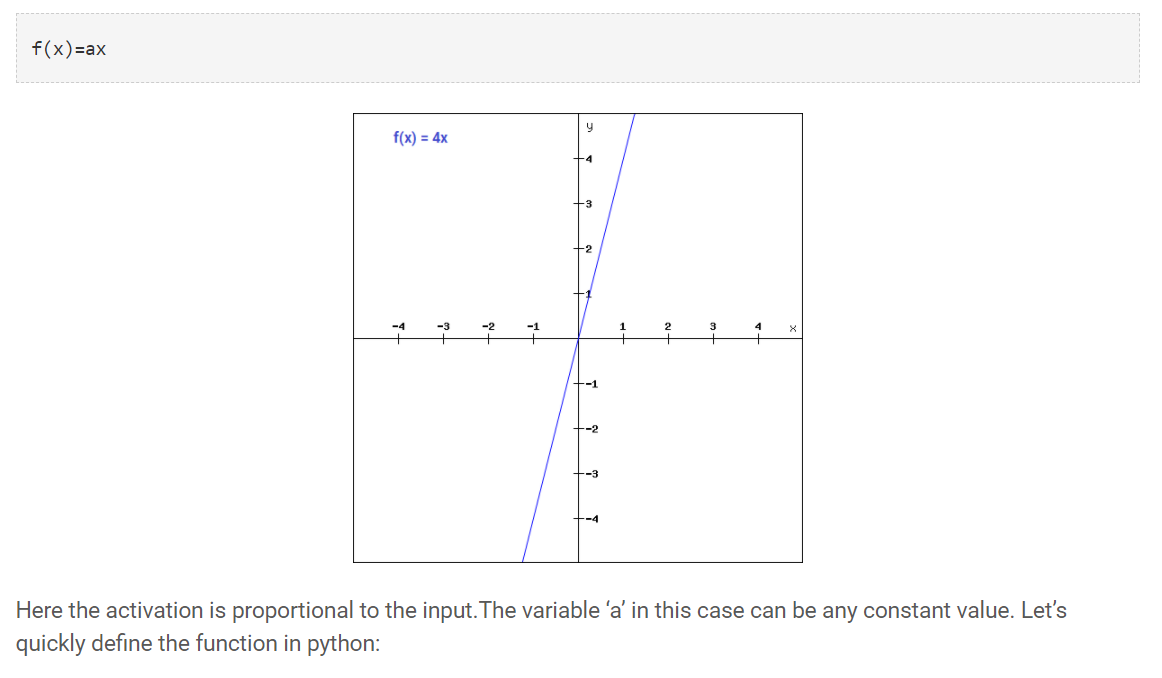 f(x)=ax
f(x) = 4x
y
4
3
2
1
-4 -3 -2 -1 1 2 3 4 x
-1
-2
-3
-4
Here the activation is proportional to the input.The variable ‘a’ in this case can be any constant value. Let’s
quickly define the function in python: